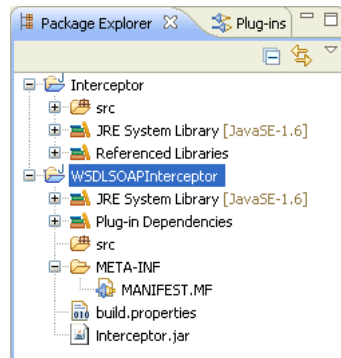 Package Explorer Plug-ins
Interceptor
src
JRE System Library [JavaSE-1.6]
Referenced Libraries
WSDLSOAPInterceptor
JRE System Library [JavaSE-1.6]
Plug-in Dependencies
src
META-INF
MANIFEST.MF
build.properties
Interceptor.jar